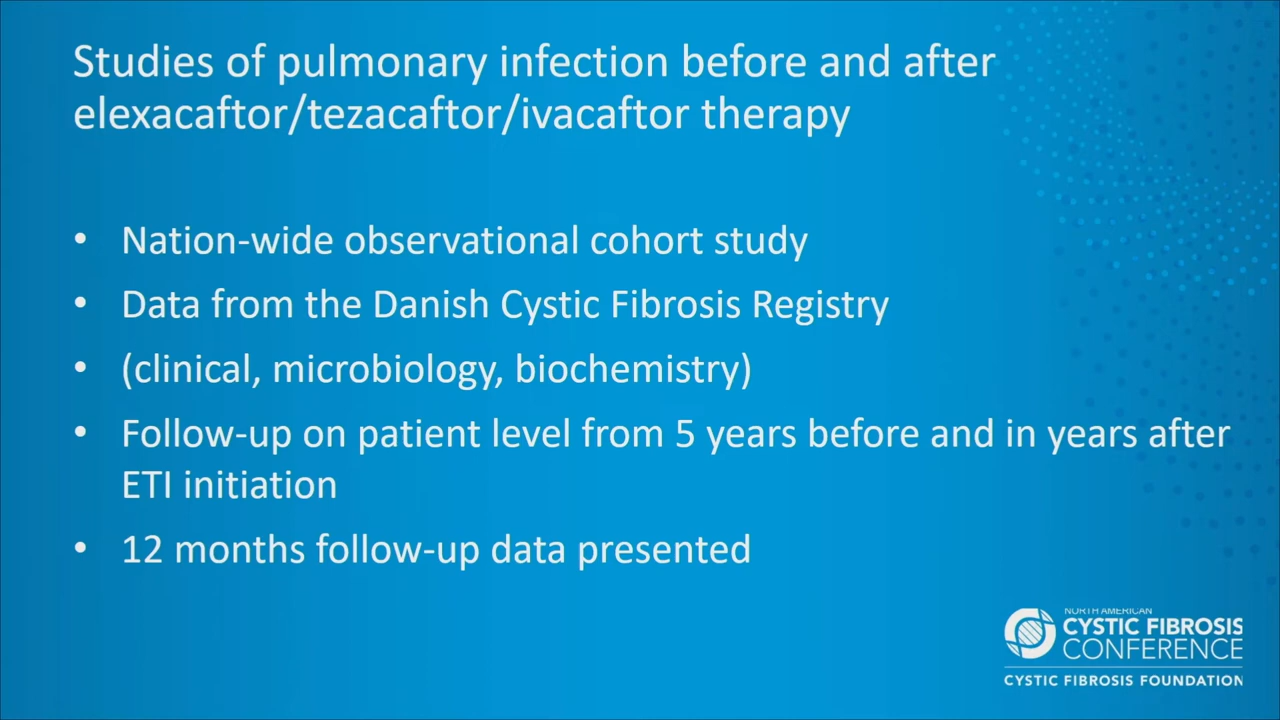 Studies of pulmonary infection before and after
elexacaftor/tezacaftor/ivacaftor therapy
• Nation-wide observational cohort study
• Data from the Danish Cystic Fibrosis Registry
• (clinical, microbiology, biochemistry)
• Follow-up on patient level from 5 years before and in years after
ETI initiation
• 12 months follow-up data presented
NORTH AMERICAN
CYSTIC FIBROSIS
CONFERENCE
CYSTIC FIBROSIS FOUNDATION